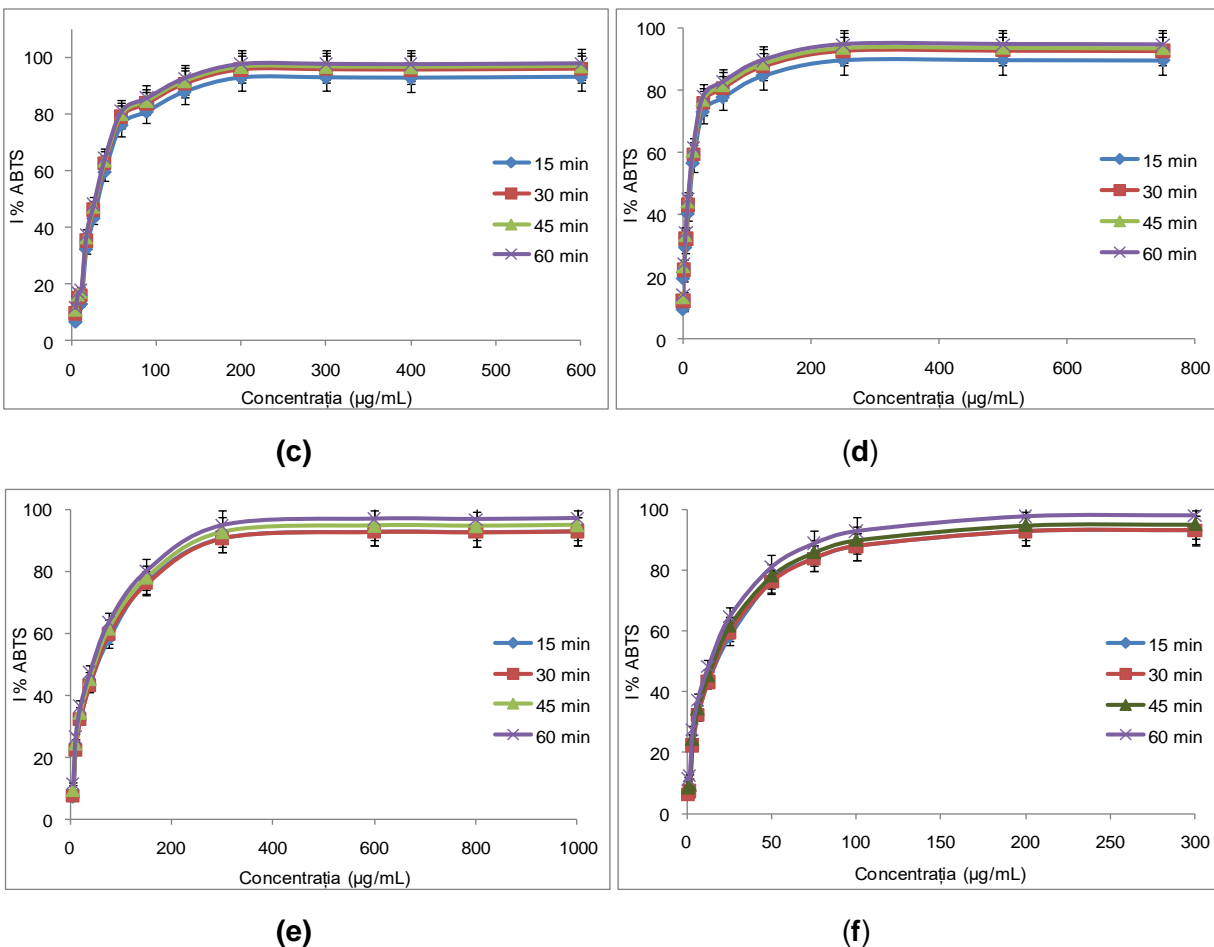 100
80
60
40
20
0
I % ABTS
0 100 200 300 400 500 600
Concentrația (µg/mL)
15 min
30 min
45 min
60 min
(c)
100
80
60
40
20
0
I % ABTS
0 200 400 600 800
Concentrația (µg/mL)
15 min
30 min
45 min
60 min
(d)
100
80
60
40
20
0
I % ABTS
0 200 400 600 800 1000
Concentrația (µg/mL)
15 min
30 min
45 min
60 min
(e)
100
80
60
40
20
0
I % ABTS
0 50 100 150 200 250 300
Concentrația (µg/mL)
15 min
30 min
45 min
60 min
(f)